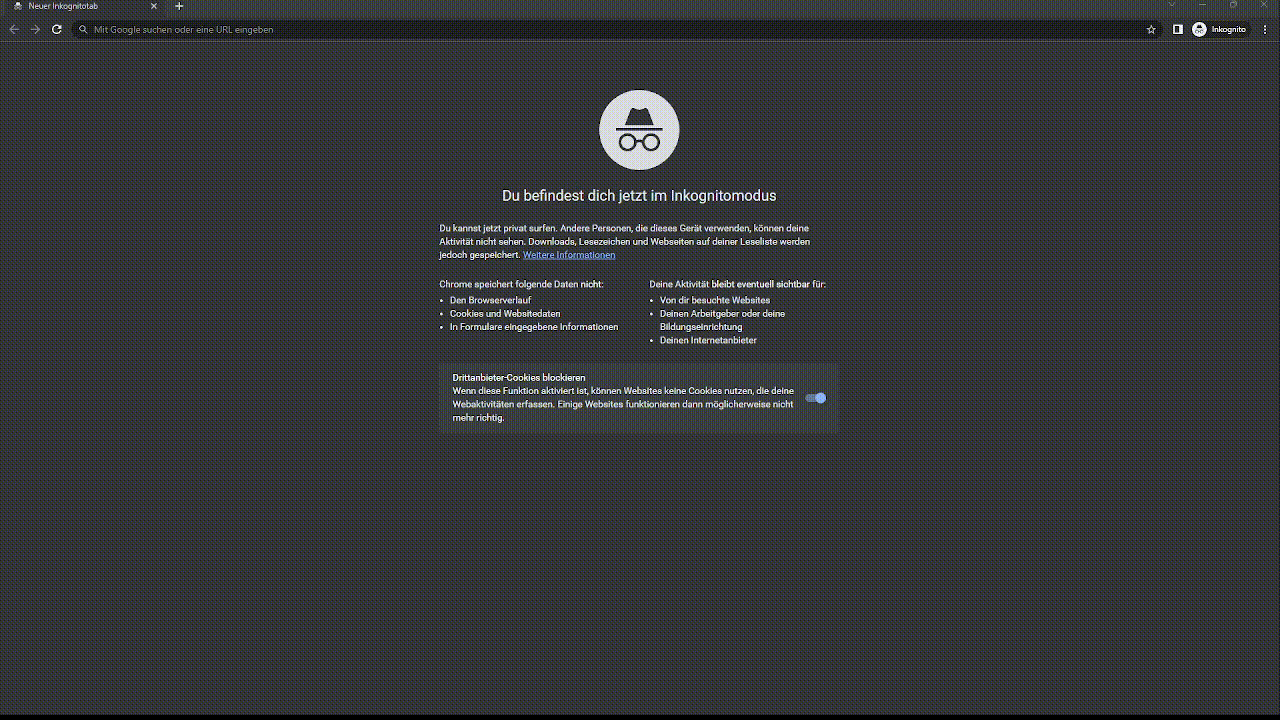 Neuer Inkognitotab
Mit Google suchen oder eine URL eingeben
Inkognito
Du befindest dich jetzt im Inkognitomodus
Du kannst jetzt privat surfen. Andere Personen, die dieses Gerät verwenden, können deine
Aktivität nicht sehen. Downloads, Lesezeichen und Webseiten auf deiner Leseliste werden
jedoch gespeichert. Weitere Informationen
Chrome speichert folgende Daten nicht:
• Den Browserverlauf
• Cookies und Websitedaten
• In Formulare eingegebene Informationen
Deine Aktivität bleibt eventuell sichtbar für:
• Von dir besuchte Websites
• Deinen Arbeitgeber oder deine
Bildungseinrichtung
• Deinen Internetanbieter
Drittanbieter-Cookies blockieren
Wenn diese Funktion aktiviert ist, können Websites keine Cookies nutzen, die deine
Webaktivitäten erfassen. Einige Websites funktionieren dann möglicherweise nicht
mehr richtig.